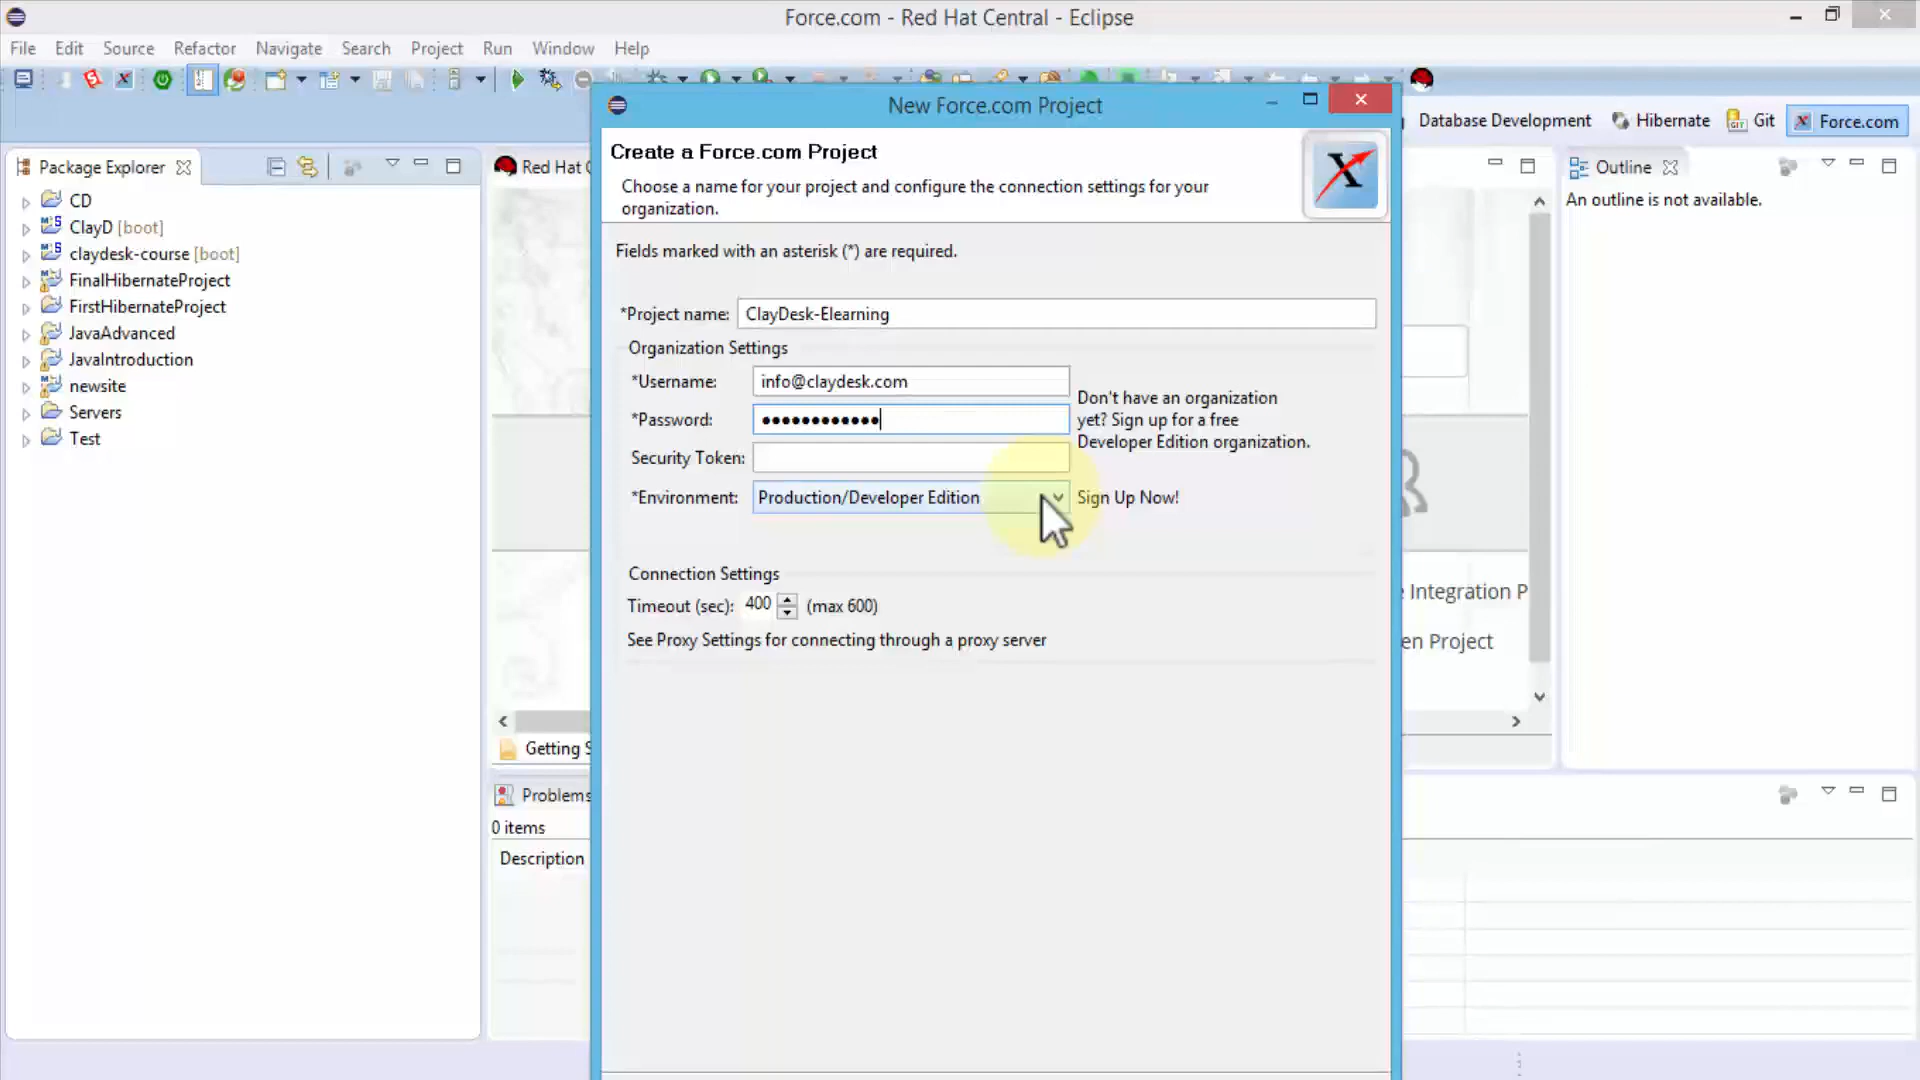 Force.com - Red Hat Central - Eclipse
File Edit Source Refactor Navigate Search Project Run Window Help
New Force.com Project
Database Development Hibernate Git Force.com
Package Explorer
CD
ClayD [boot]
claydesk-course [boot]
FinalHibernateProject
FirstHibernateProject
JavaAdvanced
JavaIntroduction
newsite
Servers
Test
Red Hat
Create a Force.com Project
Choose a name for your project and configure the connection settings for your
organization.
Fields marked with an asterisk (*) are required.
*Project name: ClayDesk-Elearning
Organization Settings
*Username: info@claydesk.com
*Password: ••••••••••••
Security Token:
*Environment: Production/Developer Edition
Don't have an organization
yet? Sign up for a free
Developer Edition organization.
Sign Up Now!
Connection Settings
Timeout (sec): 400 (max 600)
See Proxy Settings for connecting through a proxy server
Outline
An outline is not available.
Integration P
en Project
Getting S
Problems
0 items
Description